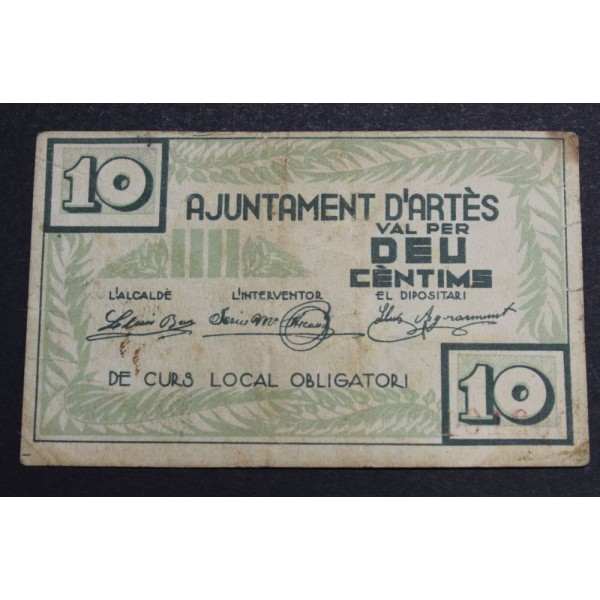 10
AJUNTAMENT D'ARTÈS
VAL PER
DEU
CÈNTIMS
L'ALCALDE L'INTERVENTOR EL DIPOSITARI
DE CURS LOCAL OBLIGATORI
10